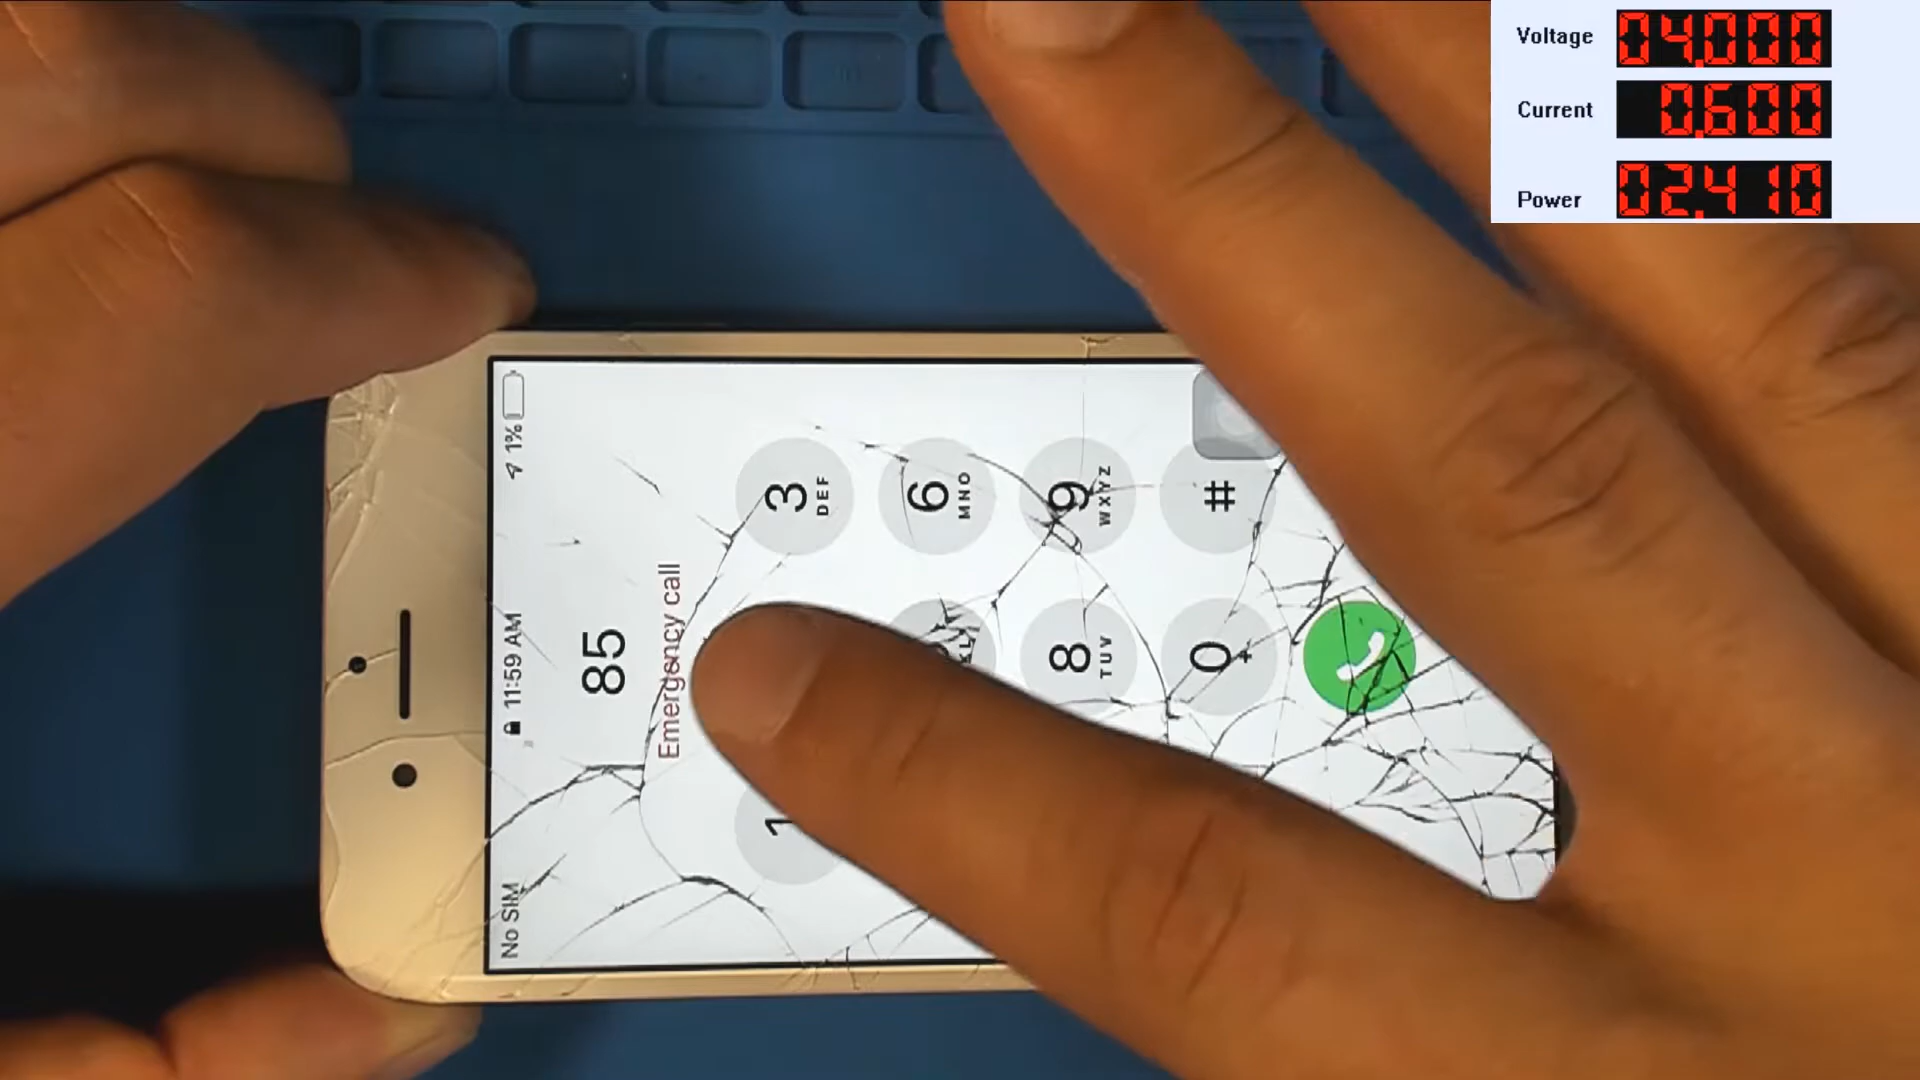 Voltage 04.000
Current 0.600
Power 02.410
No SIM 11:59 AM 1%
85
Emergency call
1 3 DEF
6 MNO
8 TUV 9 WXYZ
0 + #